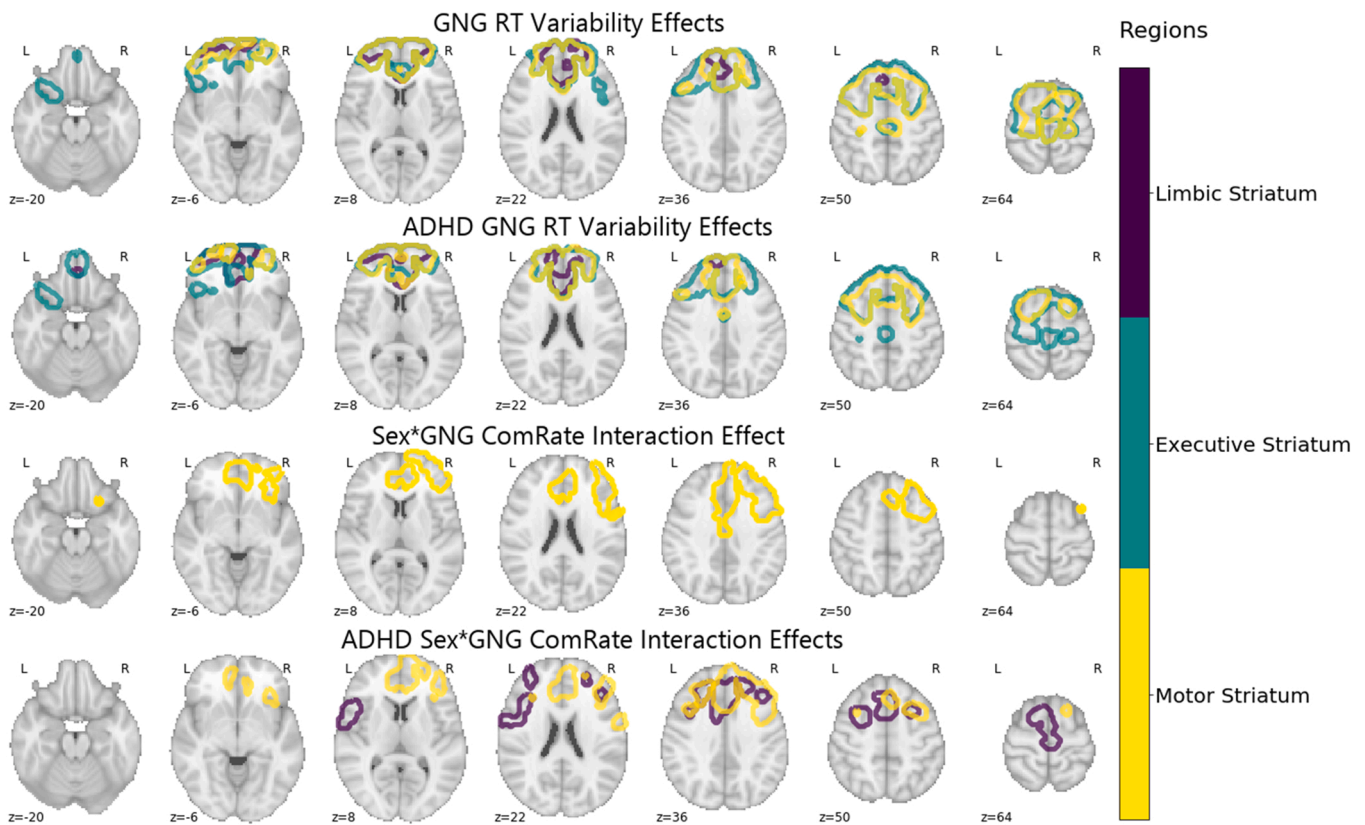 GNG RT Variability Effects
Regions
L R L R L R L R L R L R L R
z=-20 z=-6 z=8 z=22 z=36 z=50 z=64
Limbic Striatum
ADHD GNG RT Variability Effects
L R L R L R L R L R L R L R
z=-20 z=-6 z=8 z=22 z=36 z=50 z=64
Sex*GNG ComRate Interaction Effect
Executive Striatum
L R L R L R L R L R L R L R
z=-20 z=-6 z=8 z=22 z=36 z=50 z=64
ADHD Sex*GNG ComRate Interaction Effects
L R L R L R L R L R L R L R
Motor Striatum
z=-20 z=-6 z=8 z=22 z=36 z=50 z=64